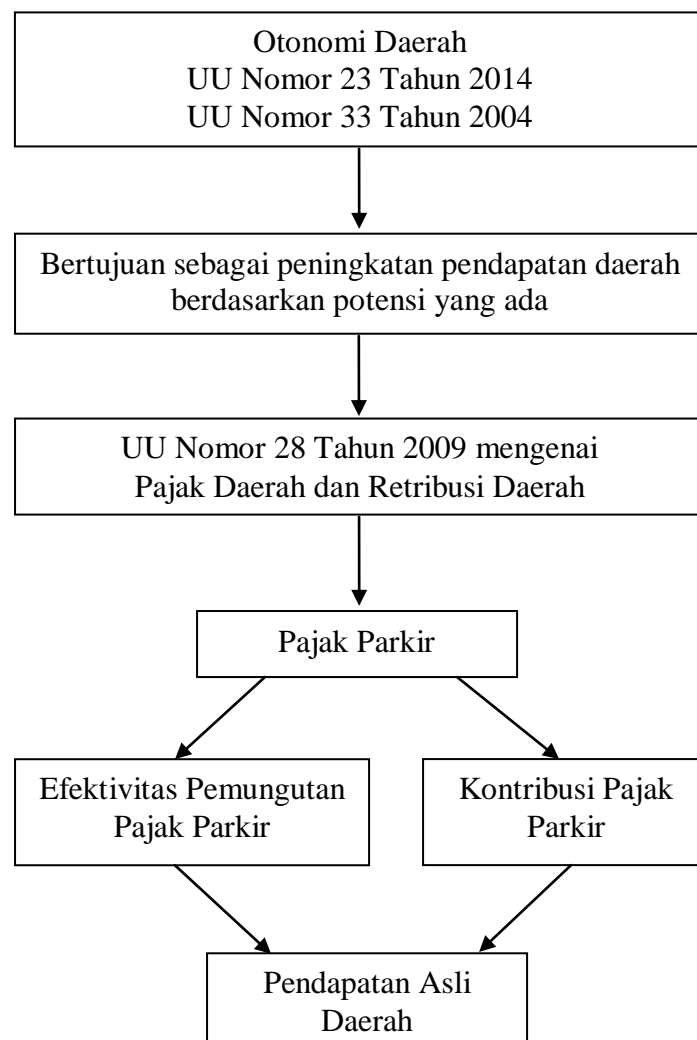 Otonomi Daerah
UU Nomor 23 Tahun 2014
UU Nomor 33 Tahun 2004
Bertujuan sebagai peningkatan pendapatan daerah
berdasarkan potensi yang ada
UU Nomor 28 Tahun 2009 mengenai
Pajak Daerah dan Retribusi Daerah
Pajak Parkir
Efektivitas Pemungutan
Pajak Parkir
Kontribusi Pajak
Parkir
Pendapatan Asli
Daerah